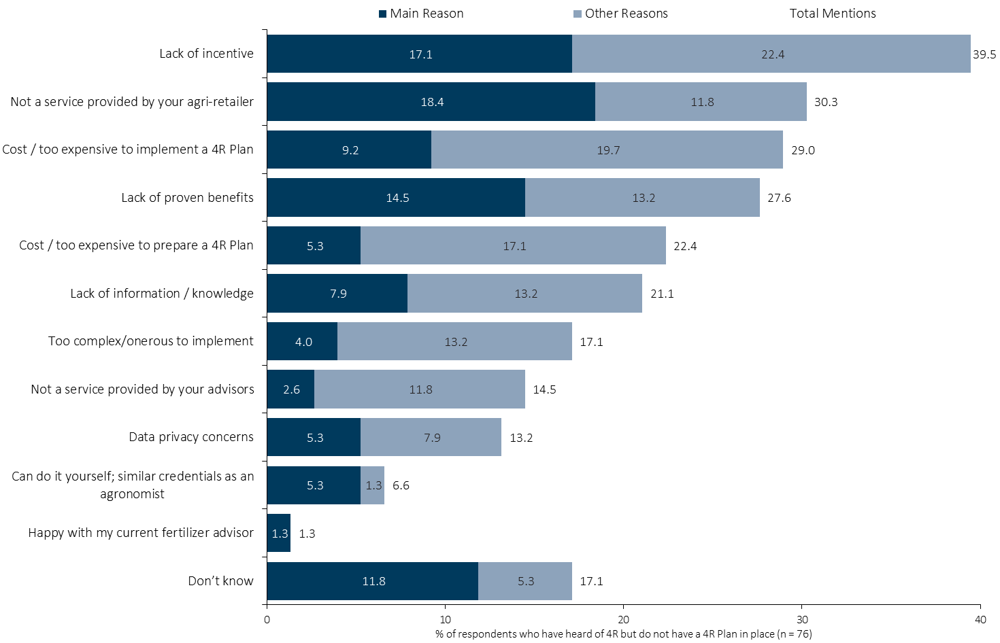 Main Reason Other Reasons Total Mentions
Lack of incentive 17.1 22.4 39.5
Not a service provided by your agri-retailer 18.4 11.8 30.3
Cost / too expensive to implement a 4R Plan 9.2 19.7 29.0
Lack of proven benefits 14.5 13.2 27.6
Cost / too expensive to prepare a 4R Plan 5.3 17.1 22.4
Lack of information / knowledge 7.9 13.2 21.1
Too complex/onerous to implement 4.0 13.2 17.1
Not a service provided by your advisors 2.6 11.8 14.5
Data privacy concerns 5.3 7.9 13.2
Can do it yourself; similar credentials as an
agronomist 5.3 1.3 6.6
Happy with my current fertilizer advisor 1.3 1.3
Don’t know 11.8 5.3 17.1
0 10 20 30 40
% of respondents who have heard of 4R but do not have a 4R Plan in place (n = 76)